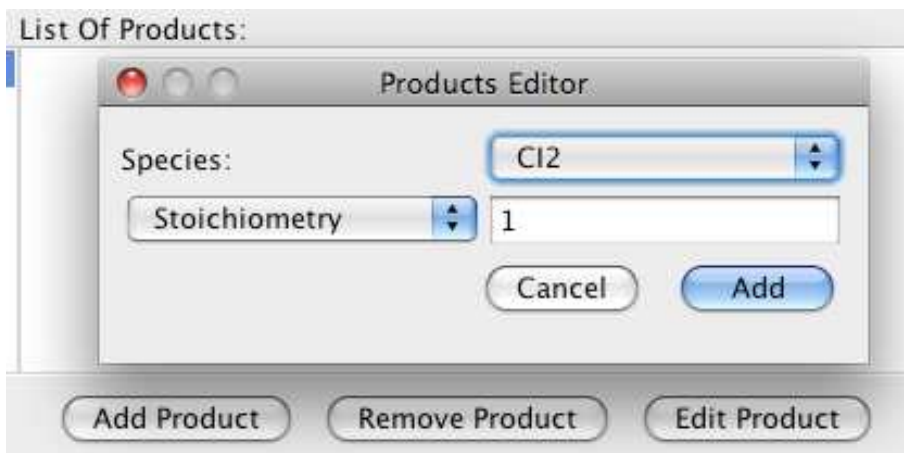 List Of Products:
Products Editor
Species: CI2
Stoichiometry 1
Cancel Add
Add Product Remove Product Edit Product